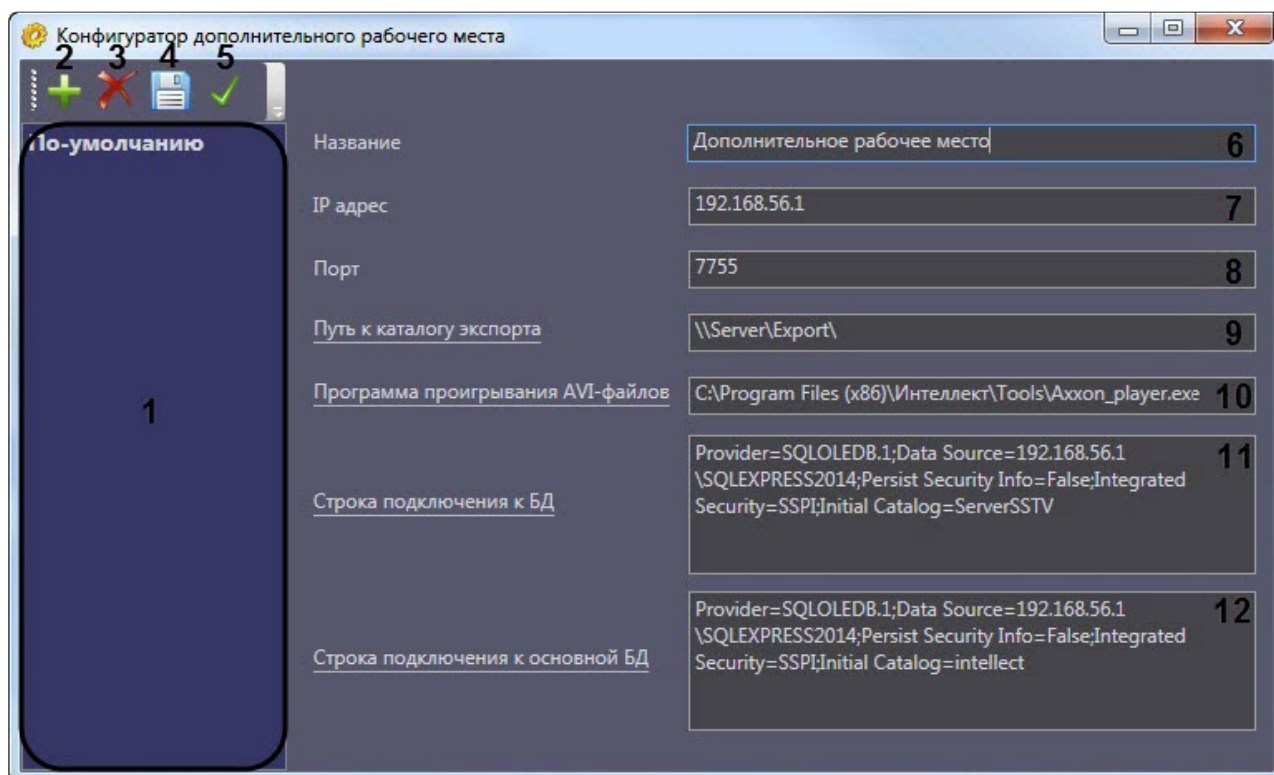 Конфигуратор дополнительного рабочего места
2 3 4 5
По-умолчанию
1
Название
Дополнительное рабочее место 6
IP адрес
192.168.56.1 7
Порт
7755 8
Путь к каталогу экспорта
\\Server\Export\ 9
Программа проигрывания AVI-файлов
C:\Program Files (x86)\Интеллект\Tools\Axxon_player.exe 10
Строка подключения к БД
Provider=SQLOLEDB.1;Data Source=192.168.56.1 11
\SQLEXPRESS2014;Persist Security Info=False;Integrated
Security=SSPI;Initial Catalog=ServerSSTV
Строка подключения к основной БД
Provider=SQLOLEDB.1;Data Source=192.168.56.1 12
\SQLEXPRESS2014;Persist Security Info=False;Integrated
Security=SSPI;Initial Catalog=intellect